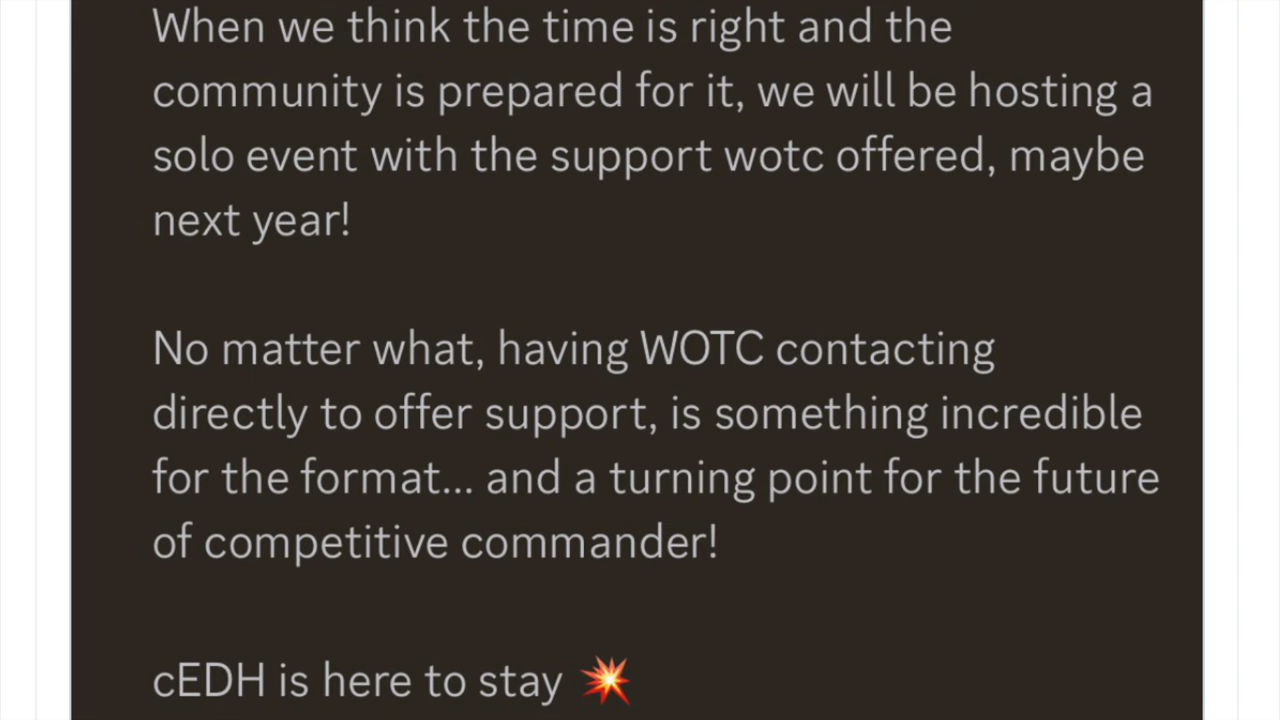 When we think the time is right and the
community is prepared for it, we will be hosting a
solo event with the support wotc offered, maybe
next year!
No matter what, having WOTC contacting
directly to offer support, is something incredible
for the format... and a turning point for the future
of competitive commander!
cEDH is here to stay 💥